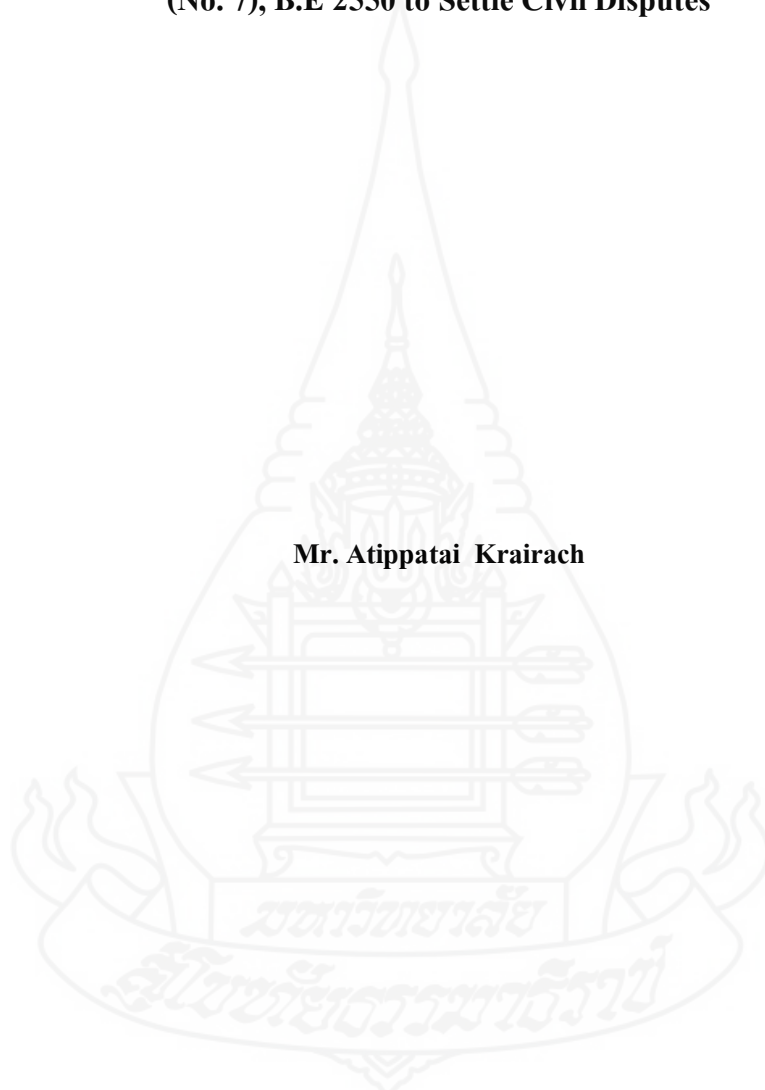 (No. 7), B.E 2550 to Settle Civil Disputes
Mr. Atippatai Krairach
มหาวิทยาลัย
สุโขทัยธรรมาธิราช